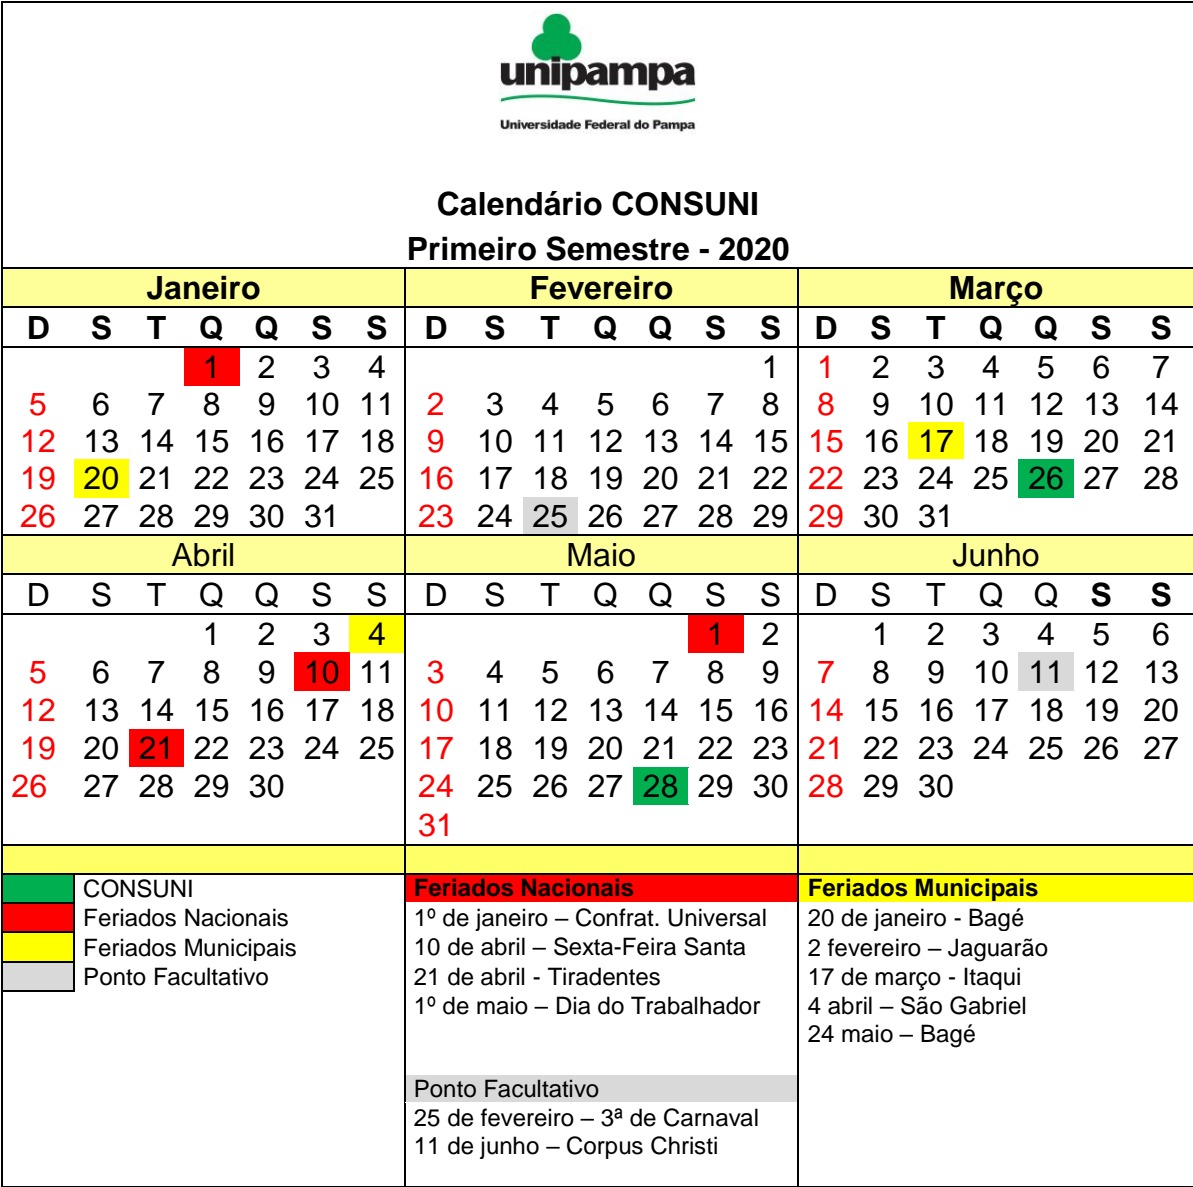 unipampa
Universidade Federal do Pampa
Calendário CONSUNI
Primeiro Semestre - 2020
Janeiro Fevereiro Março
D S T Q Q S S D S T Q Q S S D S T Q Q S S
1 2 3 4 1 1 2 3 4 5 6 7
5 6 7 8 9 10 11 2 3 4 5 6 7 8 8 9 10 11 12 13 14
12 13 14 15 16 17 18 9 10 11 12 13 14 15 15 16 17 18 19 20 21
19 20 21 22 23 24 25 16 17 18 19 20 21 22 22 23 24 25 26 27 28
26 27 28 29 30 31 23 24 25 26 27 28 29 29 30 31
Abril Maio Junho
D S T Q Q S S D S T Q Q S S D S T Q Q S S
1 2 3 4 1 2 1 2 3 4 5 6
5 6 7 8 9 10 11 3 4 5 6 7 8 9 7 8 9 10 11 12 13
12 13 14 15 16 17 18 10 11 12 13 14 15 16 14 15 16 17 18 19 20
19 20 21 22 23 24 25 17 18 19 20 21 22 23 21 22 23 24 25 26 27
26 27 28 29 30 24 25 26 27 28 29 30 28 29 30
31
CONSUNI
Feriados Nacionais
Feriados Municipais
Ponto Facultativo
Feriados Nacionais
1º de janeiro – Confrat. Universal
10 de abril – Sexta-Feira Santa
21 de abril - Tiradentes
1º de maio – Dia do Trabalhador
Ponto Facultativo
25 de fevereiro – 3ª de Carnaval
11 de junho – Corpus Christi
Feriados Municipais
20 de janeiro - Bagé
2 fevereiro – Jaguarão
17 de março - Itaqui
4 abril – São Gabriel
24 maio – Bagé